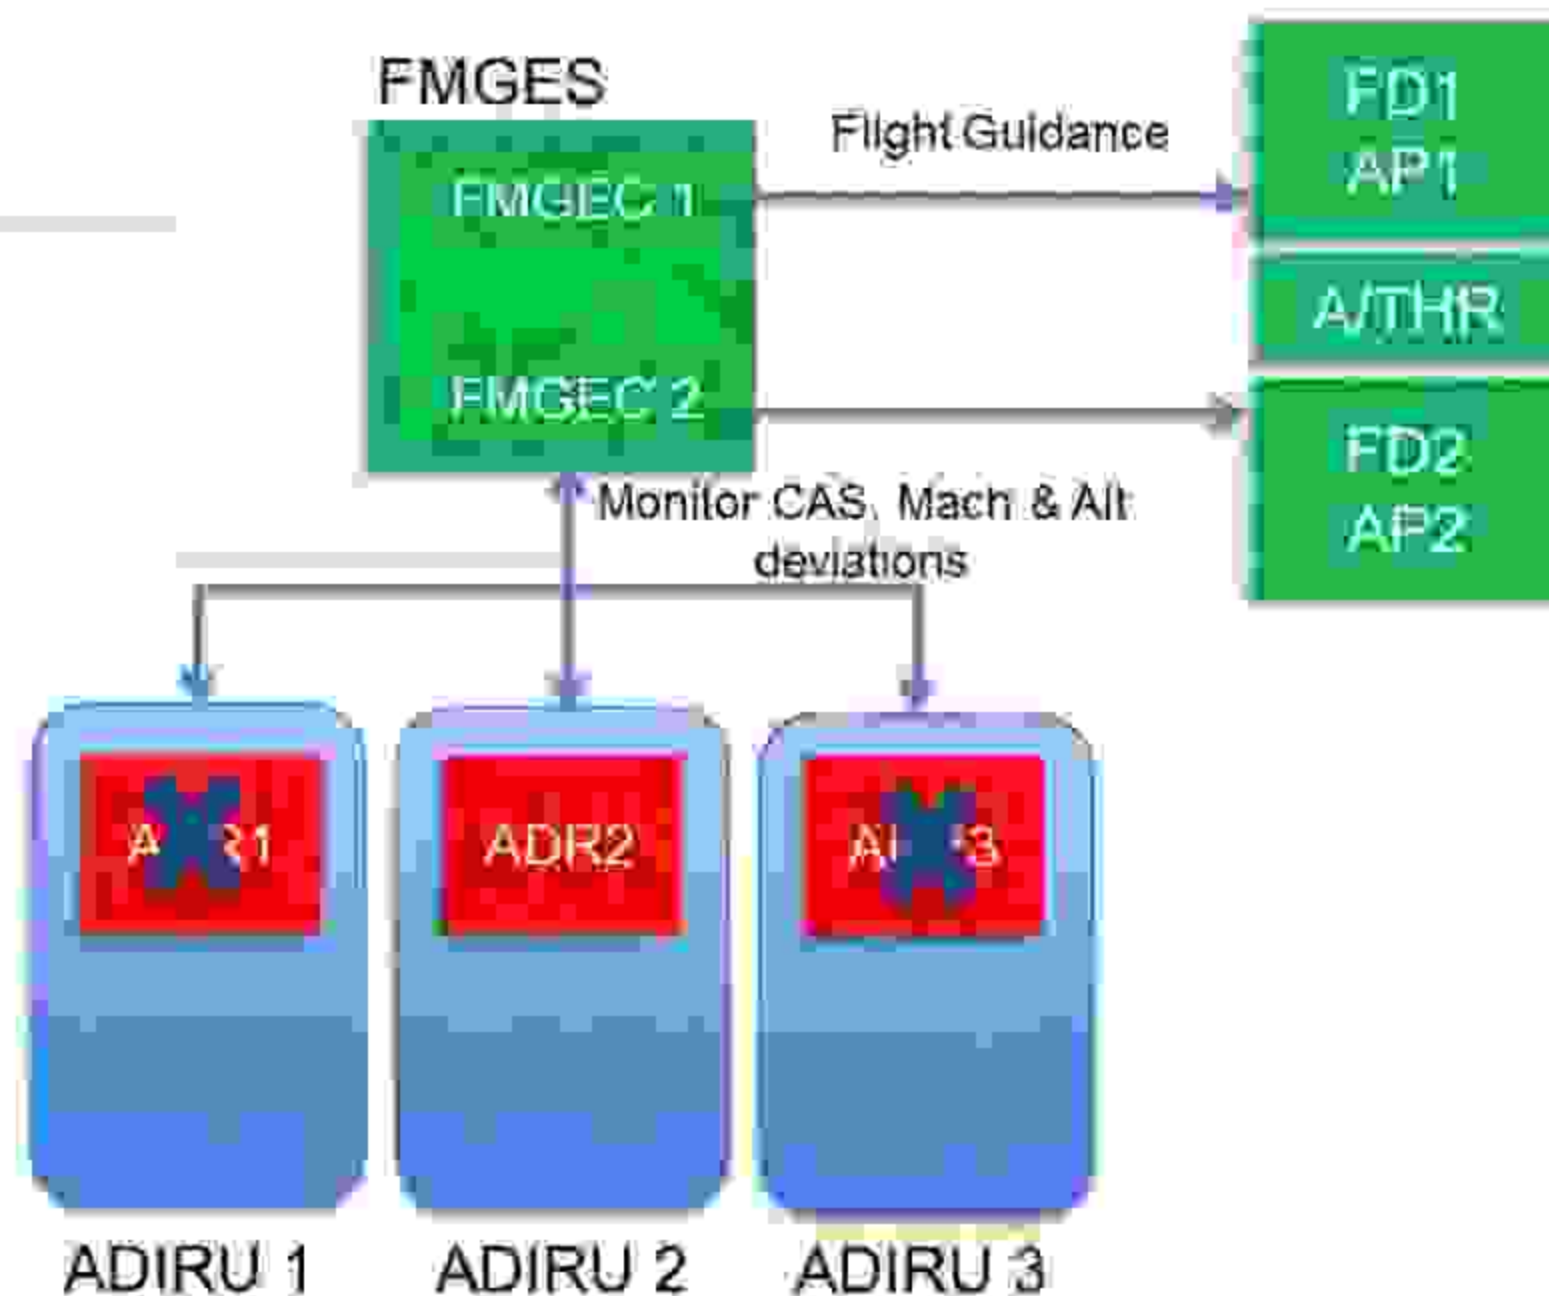 FMGES
FMGEC 1
FMGEC 2
Flight Guidance
FD1
AP1
A/THR
FD2
AP2
Monitor CAS, Mach & Alt
deviations
ADR2
ADIRU 1
ADIRU 2
ADIRU 3